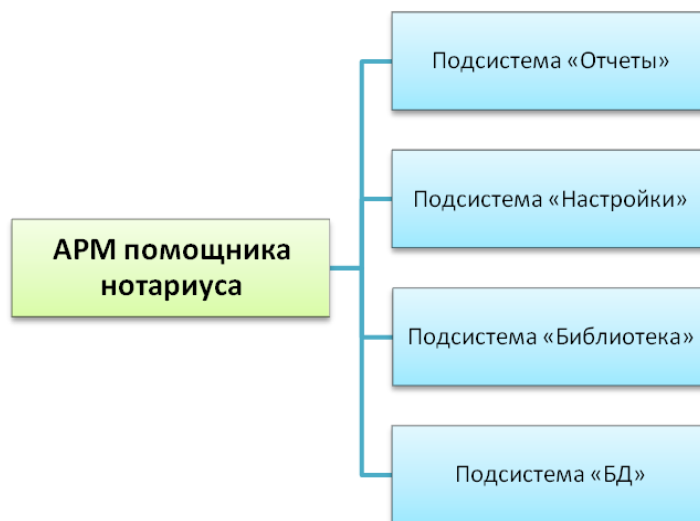 Подсистема «Отчеты»
Подсистема «Настройки»
АРМ помощника
нотариуса
Подсистема «Библиотека»
Подсистема «БД»